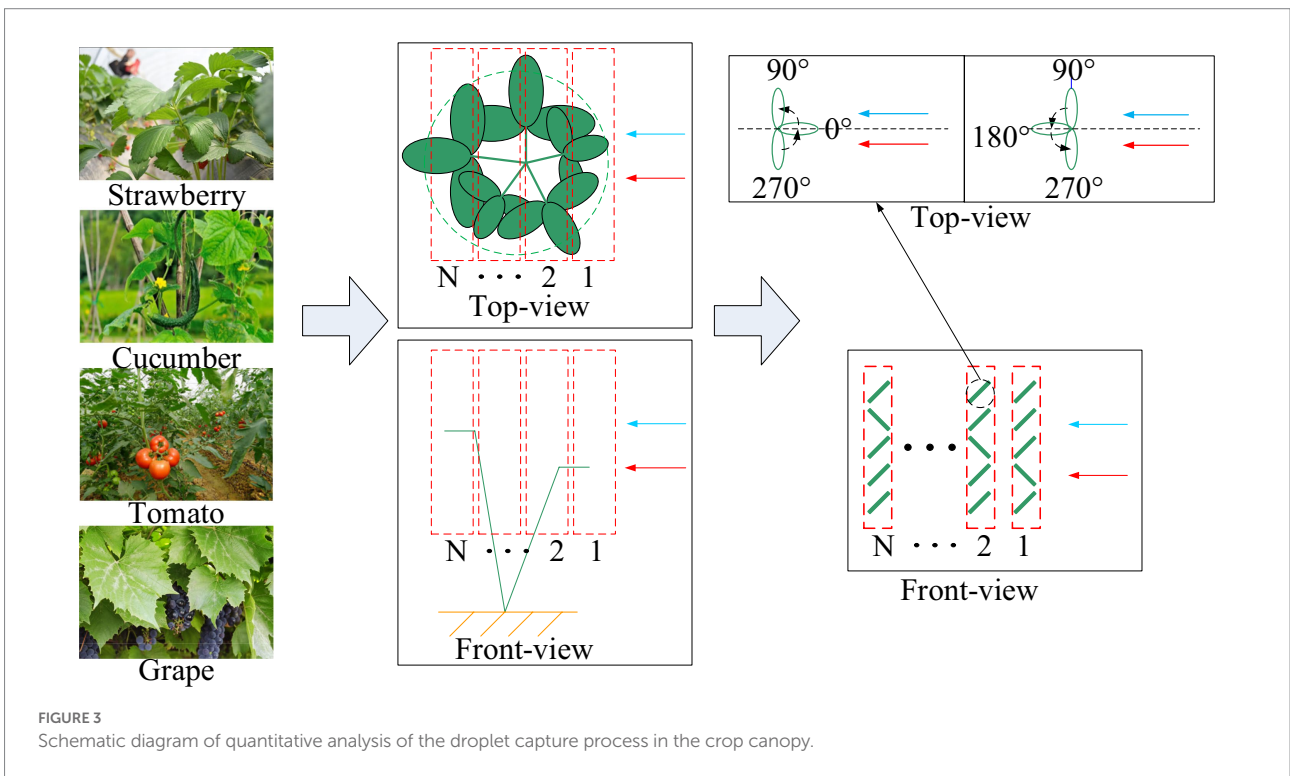 Strawberry
Cucumber
Tomato
Grape
N • • • 2 1
Top-view
N • • • 2 1
Front-view
90°
0°
270°
90°
180°
270°
Top-view
• • •
N • • • 2 1
Front-view
FIGURE 3
Schematic diagram of quantitative analysis of the droplet capture process in the crop canopy.